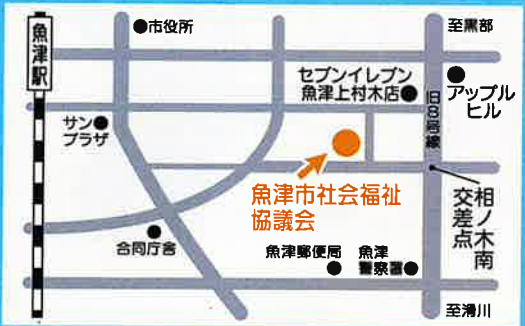 魚津駅
●市役所
至黒部
セブンイレブン
魚津上村木店●
アップル
ヒル
旧8号線
サン●
プラザ
魚津市社会福祉
協議会
相ノ木南
交差点
合同庁舎
魚津郵便局
魚津
警察署●
至滑川